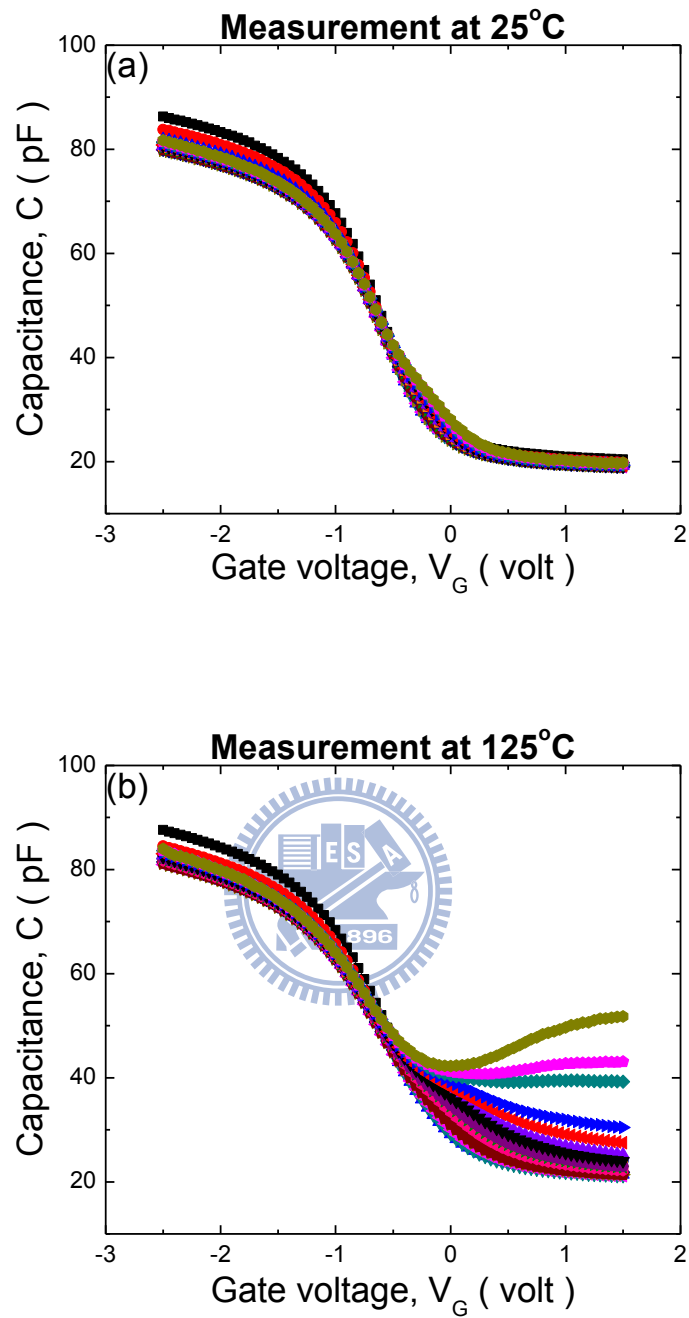 Measurement at 25°C
(a)
100
80
60
40
20
Capacitance, C ( pF )
-3 -2 -1 0 1 2
Gate voltage, V_G ( volt )
Measurement at 125°C
(b)
100
80
60
40
20
Capacitance, C ( pF )
E S A
896
-3 -2 -1 0 1 2
Gate voltage, V_G ( volt )